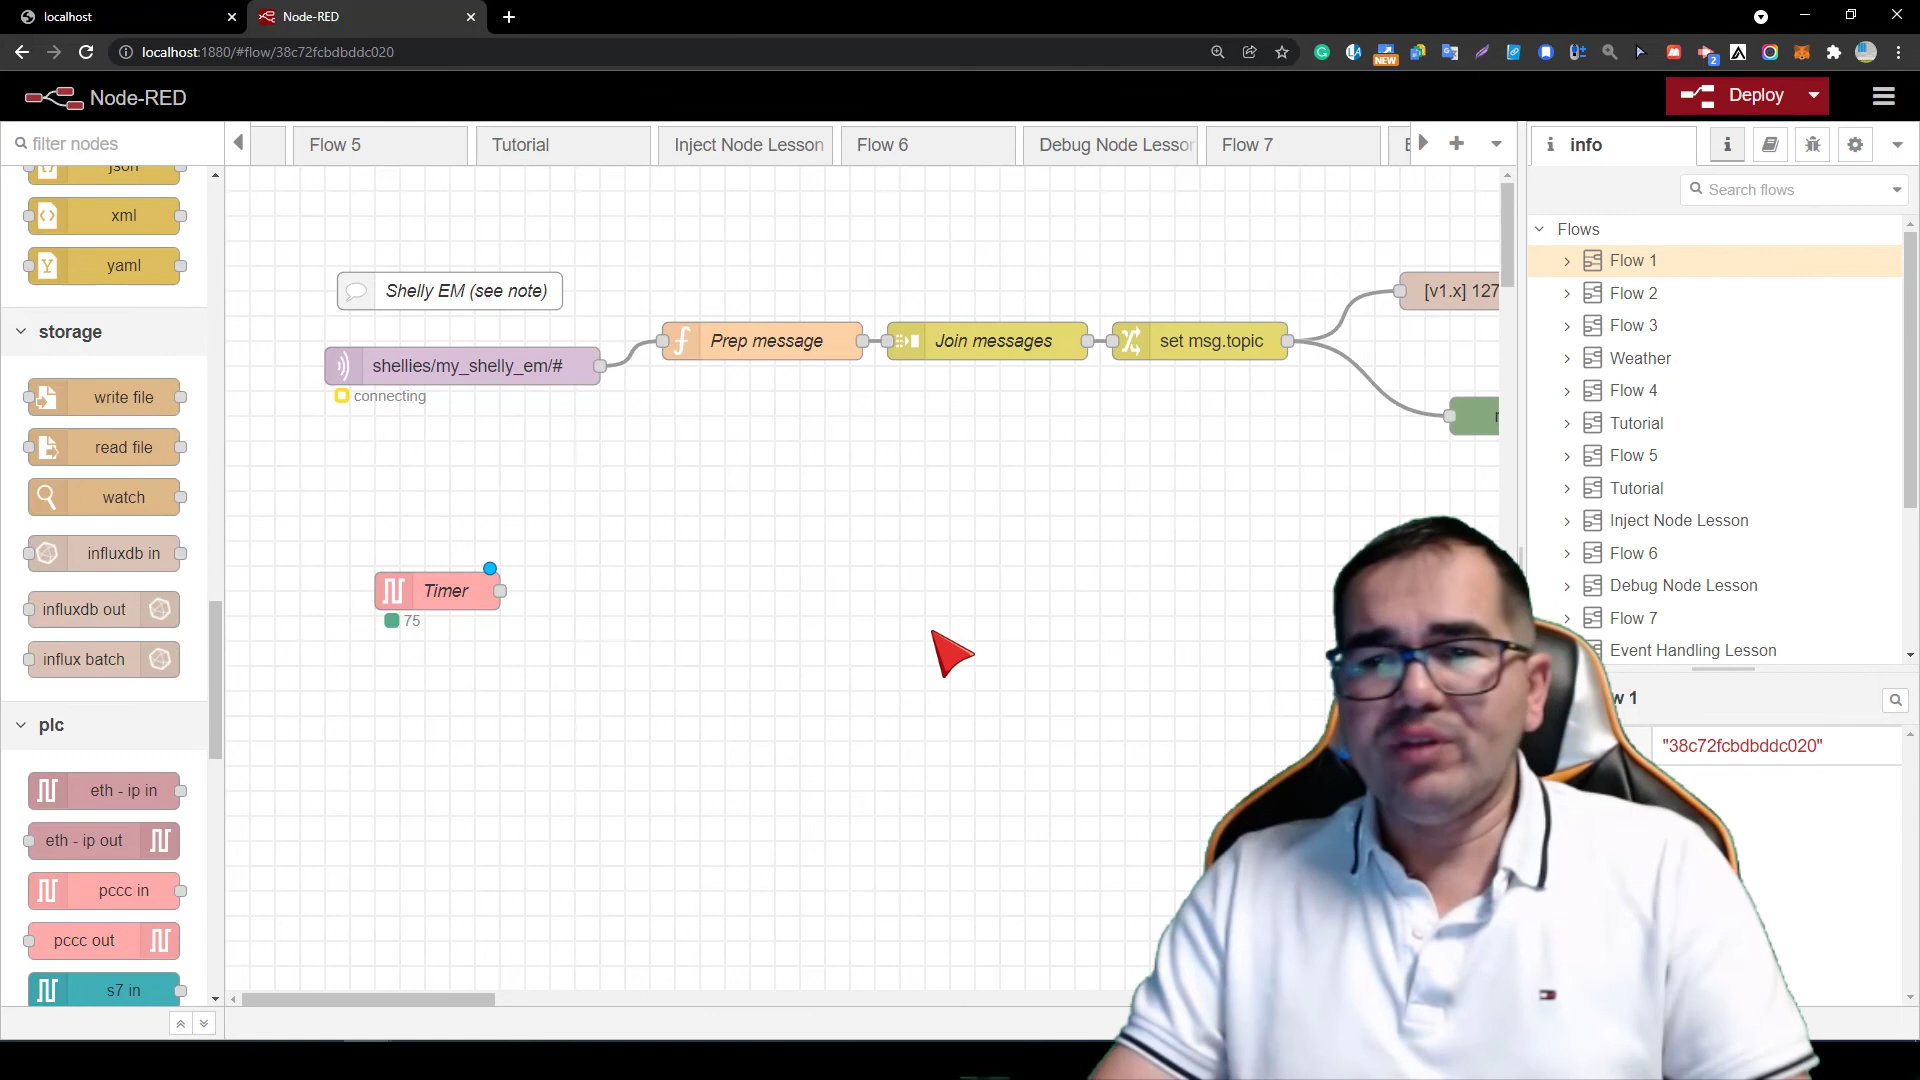 localhost
Node-RED
localhost:1880/#flow/38c72fcbdbddc020
NEW
2
Node-RED
Deploy
filter nodes
Flow 5
Tutorial
Inject Node Lesson
Flow 6
Debug Node Lesson
Flow 7
info
Search flows
json
xml
yaml
storage
write file
read file
watch
influxdb in
influxdb out
influx batch
plc
eth - ip in
eth - ip out
pccc in
pccc out
s7 in
Shelly EM (see note)
shellies/my_shelly_em/#
connecting
Prep message
Join messages
set msg.topic
[v1.x] 127
Timer
75
Flows
Flow 1
Flow 2
Flow 3
Weather
Flow 4
Tutorial
Flow 5
Tutorial
Inject Node Lesson
Flow 6
Debug Node Lesson
Flow 7
Event Handling Lesson
w 1
"38c72fcbdbddc020"